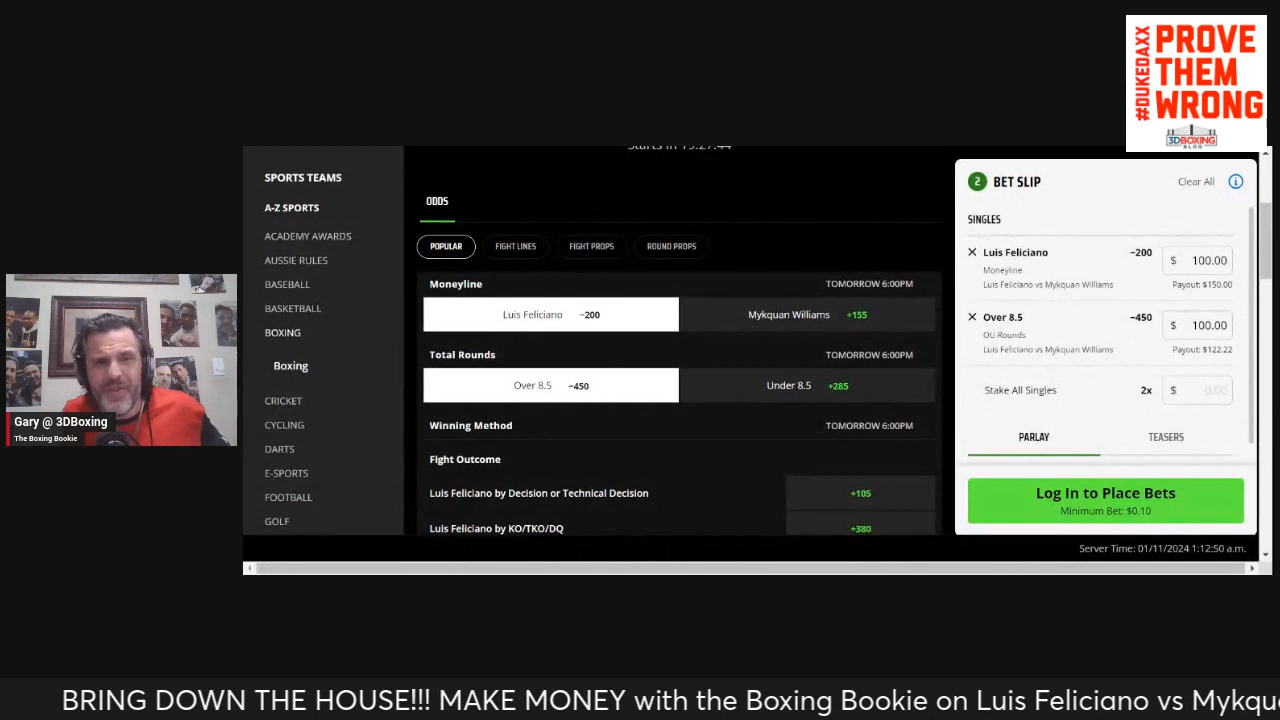 #DUKEDAXX
PROVE
THEM
WRONG
3DBOXING
BLOG
SPORTS TEAMS
A-Z SPORTS
ACADEMY AWARDS
AUSSIE RULES
BASEBALL
BASKETBALL
BOXING
Boxing
CRICKET
CYCLING
DARTS
E-SPORTS
FOOTBALL
GOLF
Starts in 19:27:44
ODDS
POPULAR FIGHT LINES FIGHT PROPS ROUND PROPS
Moneyline TOMORROW 6:00PM
Luis Feliciano −200 Mykquan Williams +155
Total Rounds TOMORROW 6:00PM
Over 8.5 −450 Under 8.5 +285
Winning Method TOMORROW 6:00PM
Fight Outcome
Luis Feliciano by Decision or Technical Decision +105
Luis Feliciano by KO/TKO/DQ +380
2 BET SLIP Clear All
SINGLES
Luis Feliciano −200 $ 100.00
Moneyline
Luis Feliciano vs Mykquan Williams Payout: $150.00
Over 8.5 −450 $ 100.00
OU Rounds
Luis Feliciano vs Mykquan Williams Payout: $122.22
Stake All Singles 2x $ 0.00
PARLAY TEASERS
Log In to Place Bets
Minimum Bet: $0.10
Server Time: 01/11/2024 1:12:50 a.m.
Gary @ 3DBoxing
The Boxing Bookie
BRING DOWN THE HOUSE!!! MAKE MONEY with the Boxing Bookie on Luis Feliciano vs Mykqu